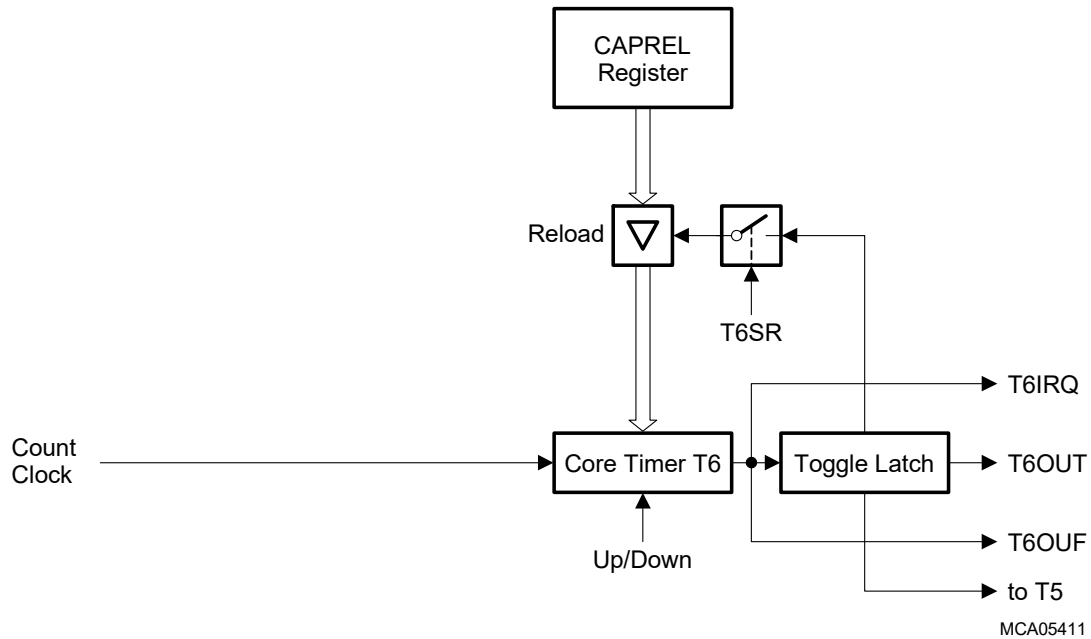 CAPREL
Register
Reload
T6SR
T6IRQ
Count
Clock
Core Timer T6
Toggle Latch
T6OUT
T6OUF
Up/Down
to T5
MCA05411